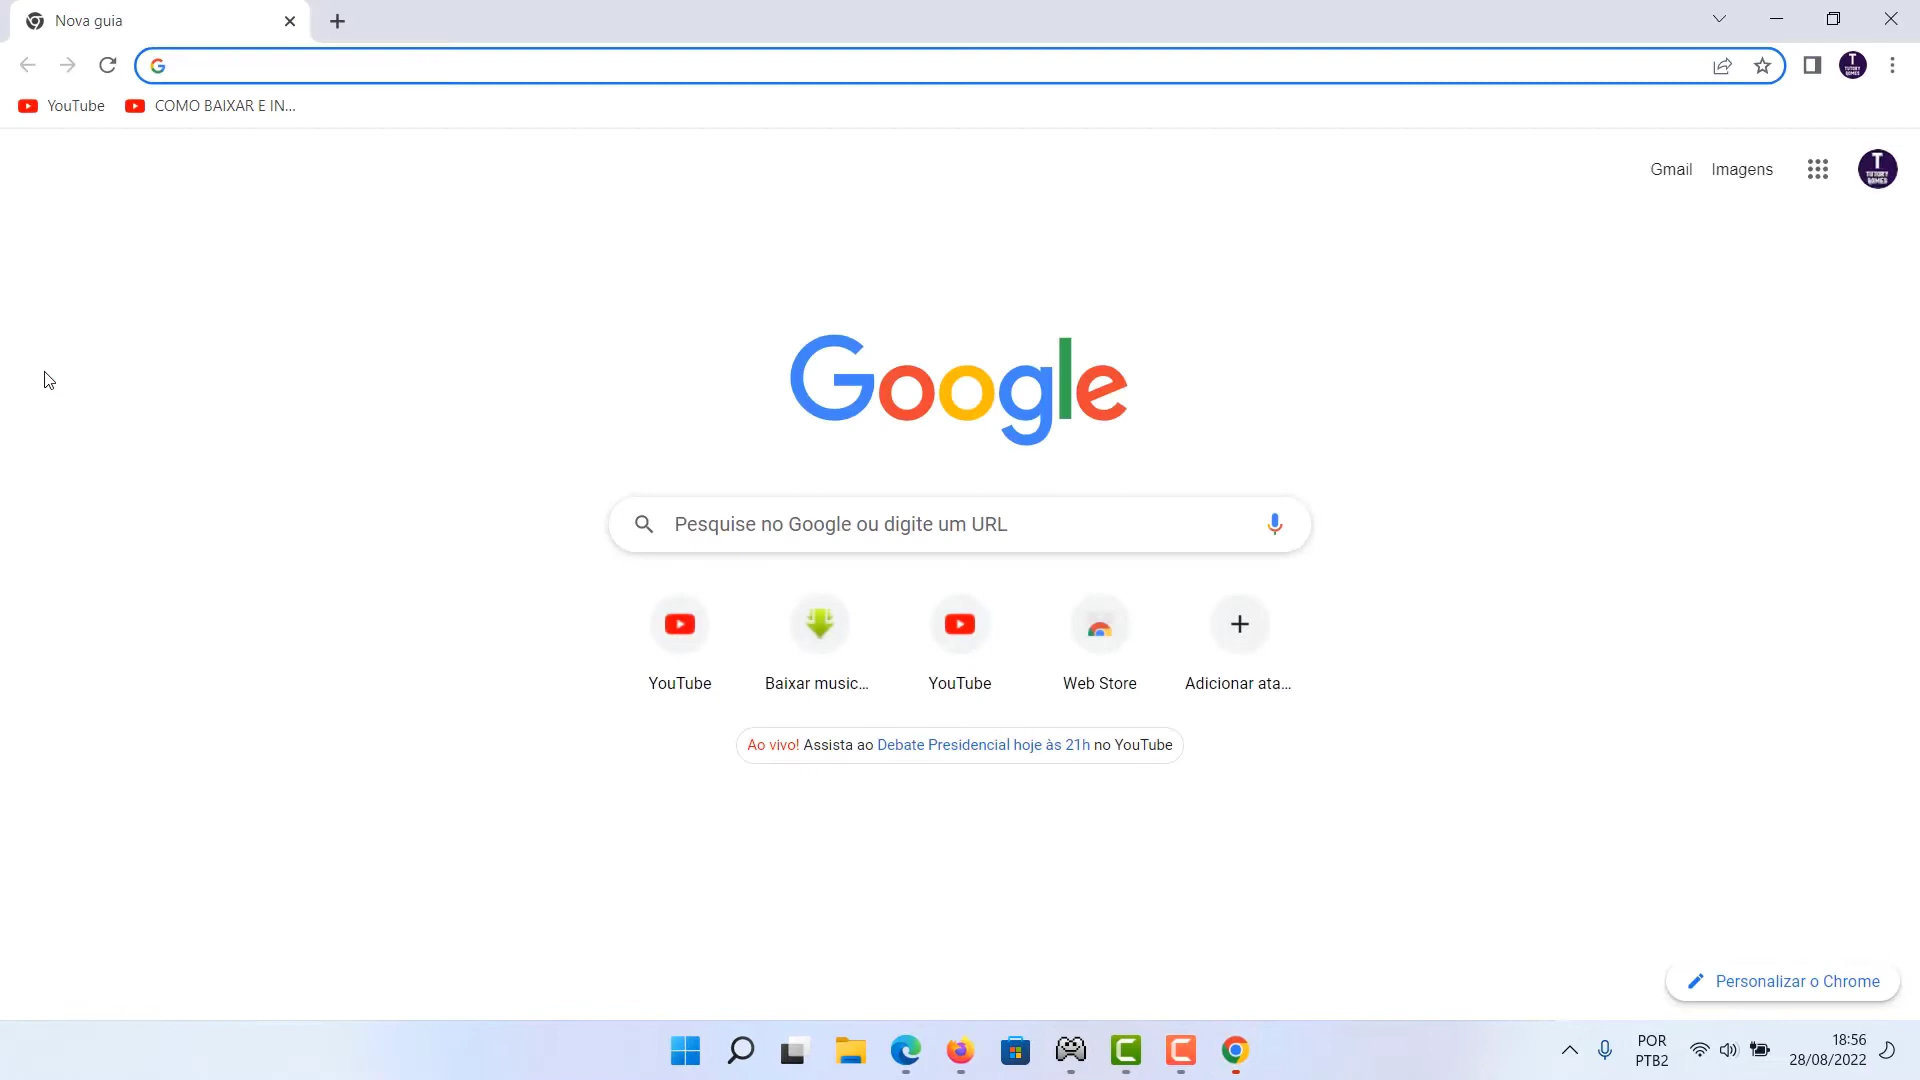 Nova guia
YouTube
COMO BAIXAR E IN...
Gmail
Imagens
T
TUTORY
GOMES
Google
Pesquise no Google ou digite um URL
YouTube
Baixar music...
YouTube
Web Store
Adicionar ata...
Ao vivo! Assista ao Debate Presidencial hoje às 21h no YouTube
Personalizar o Chrome
POR
PTB2
18:56
28/08/2022